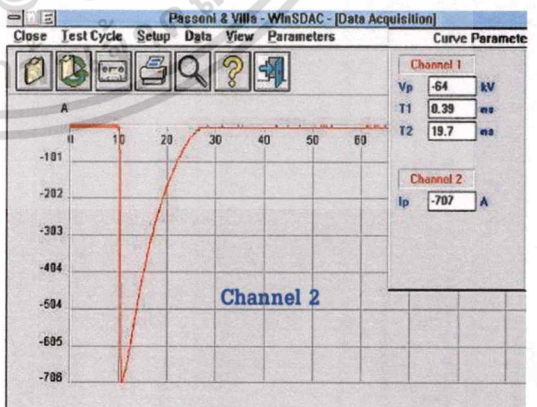 Passoni & Villa - WinSDAC - [Data Acquisition]
Close Test Cycle Setup Data View Parameters
Curve Paramete
Channel 1
Vp -64 kV
T1 0.39 ns
T2 19.7 ns
Channel 2
Ip -707 A
A
0 10 20 30 40 50 60
-101
-202
-303
-404
-504
-605
-706
Channel 2